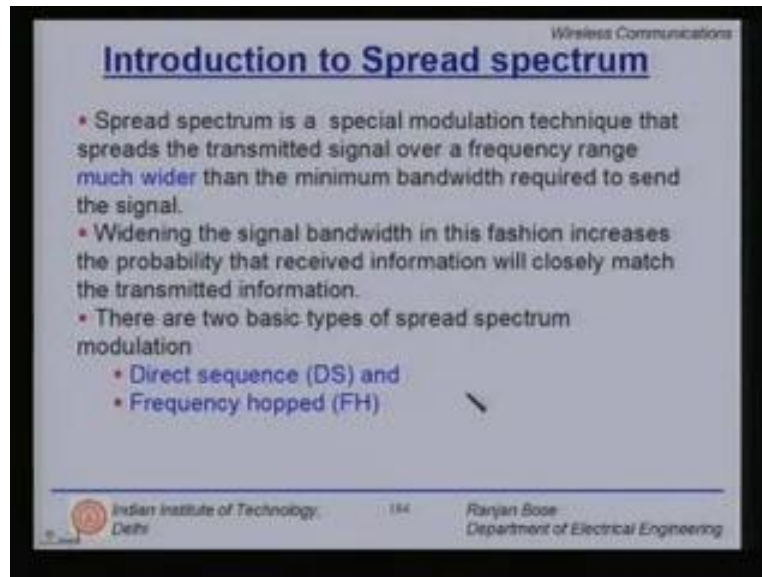 Wireless Communications
Introduction to Spread spectrum
• Spread spectrum is a special modulation technique that
spreads the transmitted signal over a frequency range
much wider than the minimum bandwidth required to send
the signal.
• Widening the signal bandwidth in this fashion increases
the probability that received information will closely match
the transmitted information.
• There are two basic types of spread spectrum
modulation
• Direct sequence (DS) and
• Frequency hopped (FH)
Indian Institute of Technology,
Delhi
Ranjan Bose
Department of Electrical Engineering